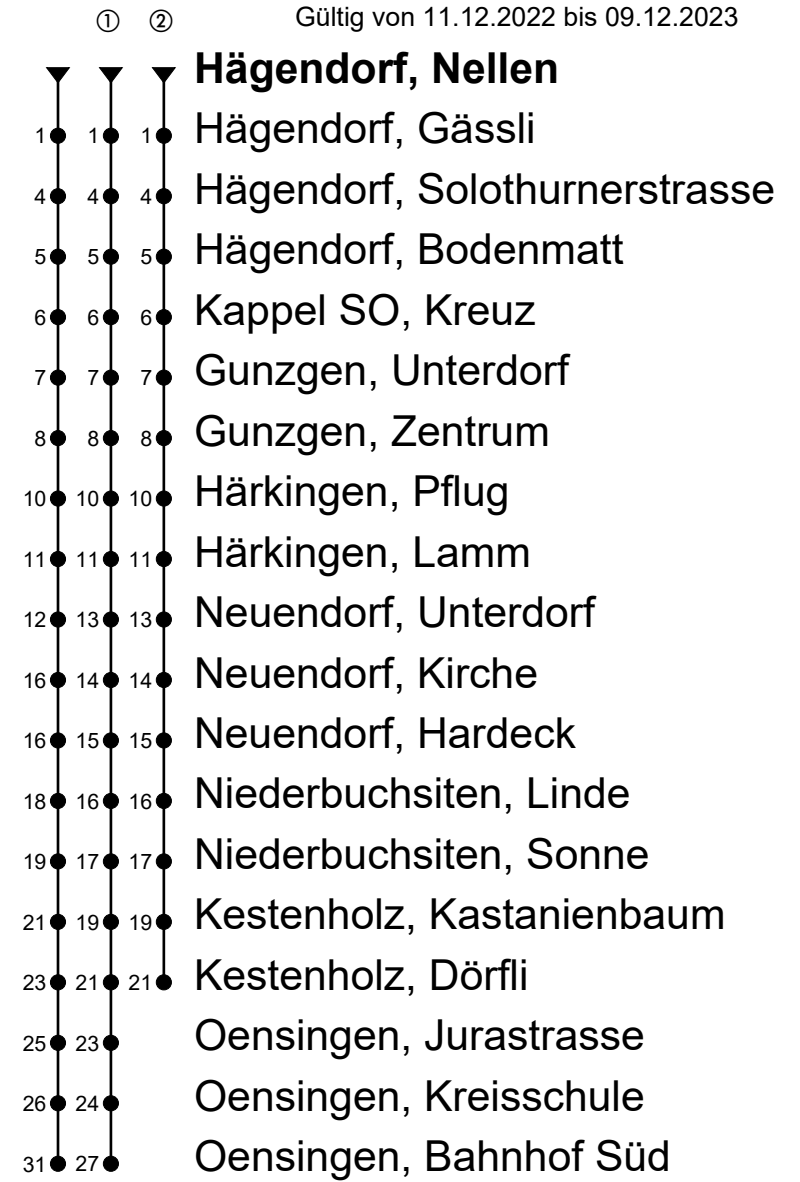 ① ② Gültig von 11.12.2022 bis 09.12.2023
Hägendorf, Nellen
1 1 1 Hägendorf, Gässli
4 4 4 Hägendorf, Solothurnerstrasse
5 5 5 Hägendorf, Bodenmatt
6 6 6 Kappel SO, Kreuz
7 7 7 Gunzgen, Unterdorf
8 8 8 Gunzgen, Zentrum
10 10 10 Härkingen, Pflug
11 11 11 Härkingen, Lamm
12 13 13 Neuendorf, Unterdorf
16 14 14 Neuendorf, Kirche
16 15 15 Neuendorf, Hardeck
18 16 16 Niederbuchsiten, Linde
19 17 17 Niederbuchsiten, Sonne
21 19 19 Kestenholz, Kastanienbaum
23 21 21 Kestenholz, Dörfli
25 23 Oensingen, Jurastrasse
26 24 Oensingen, Kreisschule
31 27 Oensingen, Bahnhof Süd